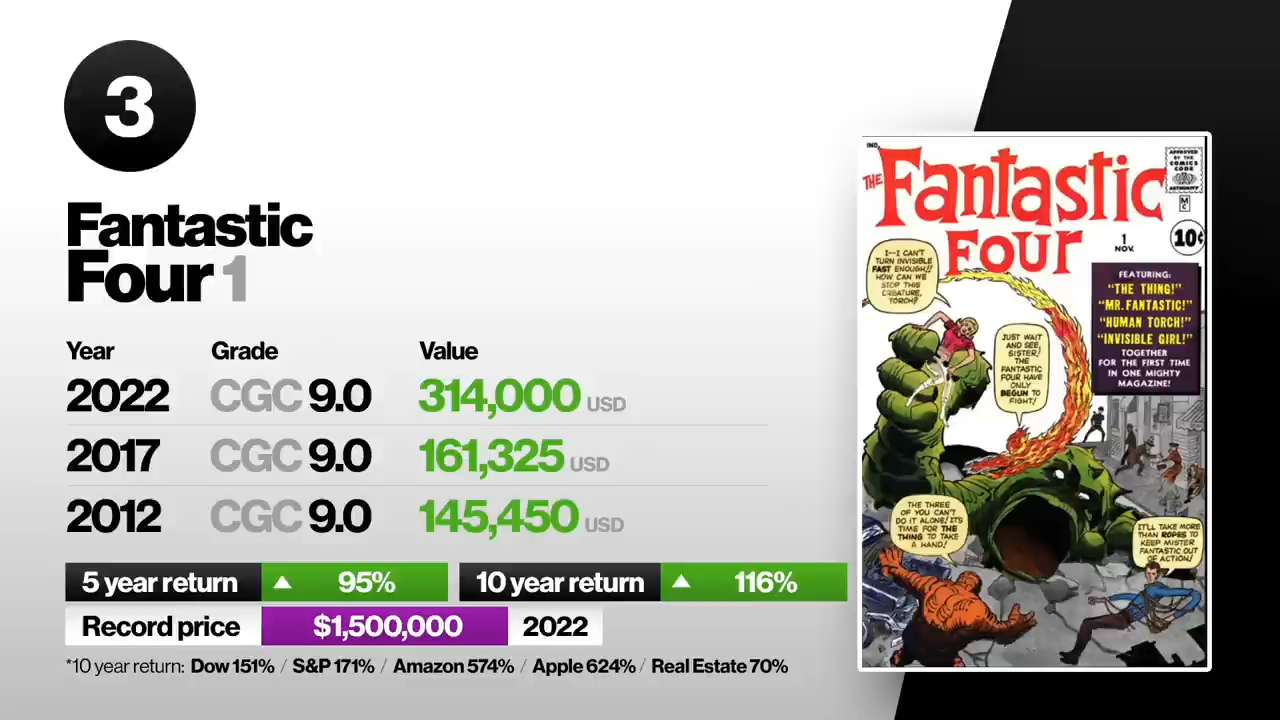 3
Fantastic
Four 1
Year Grade Value
2022 CGC 9.0 314,000 USD
2017 CGC 9.0 161,325 USD
2012 CGC 9.0 145,450 USD
5 year return ▲ 95% 10 year return ▲ 116%
Record price $1,500,000 2022
*10 year return: Dow 151% / S&P 171% / Amazon 574% / Apple 624% / Real Estate 70%
IND.
THE Fantastic
FOUR
APPROVED
BY THE
COMICS
CODE
AUTHORITY
M
C
1
NOV.
10¢
I--I CAN'T
TURN INVISIBLE
FAST ENOUGH!!
HOW CAN WE
STOP THIS
CREATURE,
TORCH?
FEATURING:
"THE THING!"
"MR. FANTASTIC!"
"HUMAN TORCH!"
"INVISIBLE GIRL!"
TOGETHER
FOR THE FIRST TIME
IN ONE MIGHTY
MAGAZINE!
JUST WAIT
AND SEE,
SISTER!
THE
FANTASTIC
FOUR HAVE
ONLY
BEGUN TO
FIGHT!
THE THREE
OF YOU CAN'T
DO IT ALONE! IT'S
TIME FOR THE
THING TO TAKE
A HAND!
IT'LL TAKE MORE
THAN ROPES TO
KEEP MISTER
FANTASTIC OUT
OF ACTION!